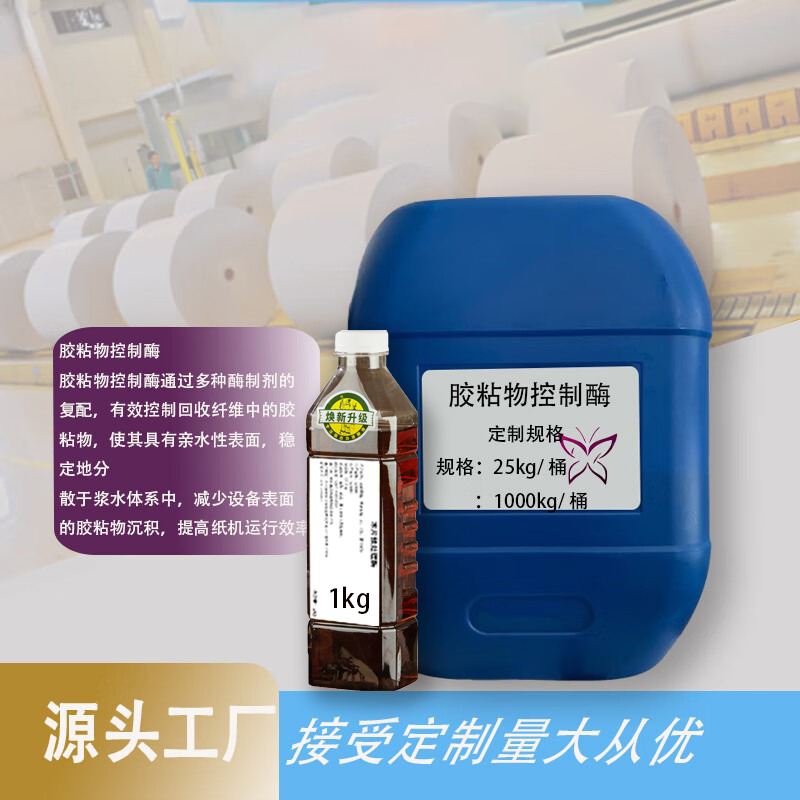 胶粘物控制酶
胶粘物控制酶通过多种酶制剂的
复配，有效控制回收纤维中的胶
粘物，使其具有亲水性表面，稳
定地分
散于浆水体系中，减少设备表面
的胶粘物沉积，提高纸机运行效率
焕新升级
1kg
胶粘物控制酶
定制规格
规格：25kg/桶
：1000kg/桶
源头工厂
接受定制量大从优